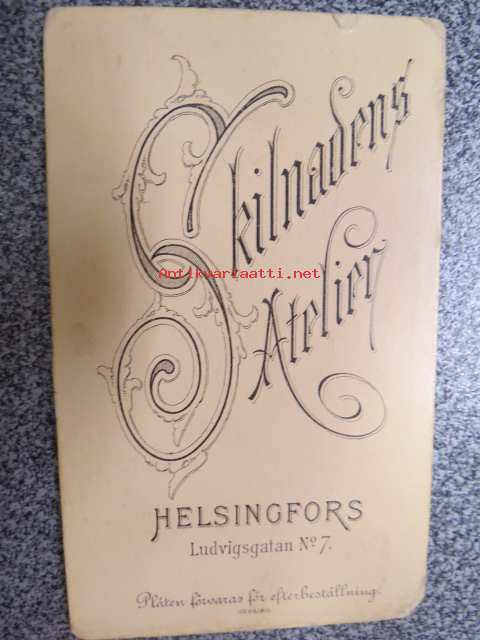 Skilnadens
Atelier
Antikvariaatti.net
HELSINGFORS
Ludvigsgatan No 7.
Plåten förvaras för efterbeställning.